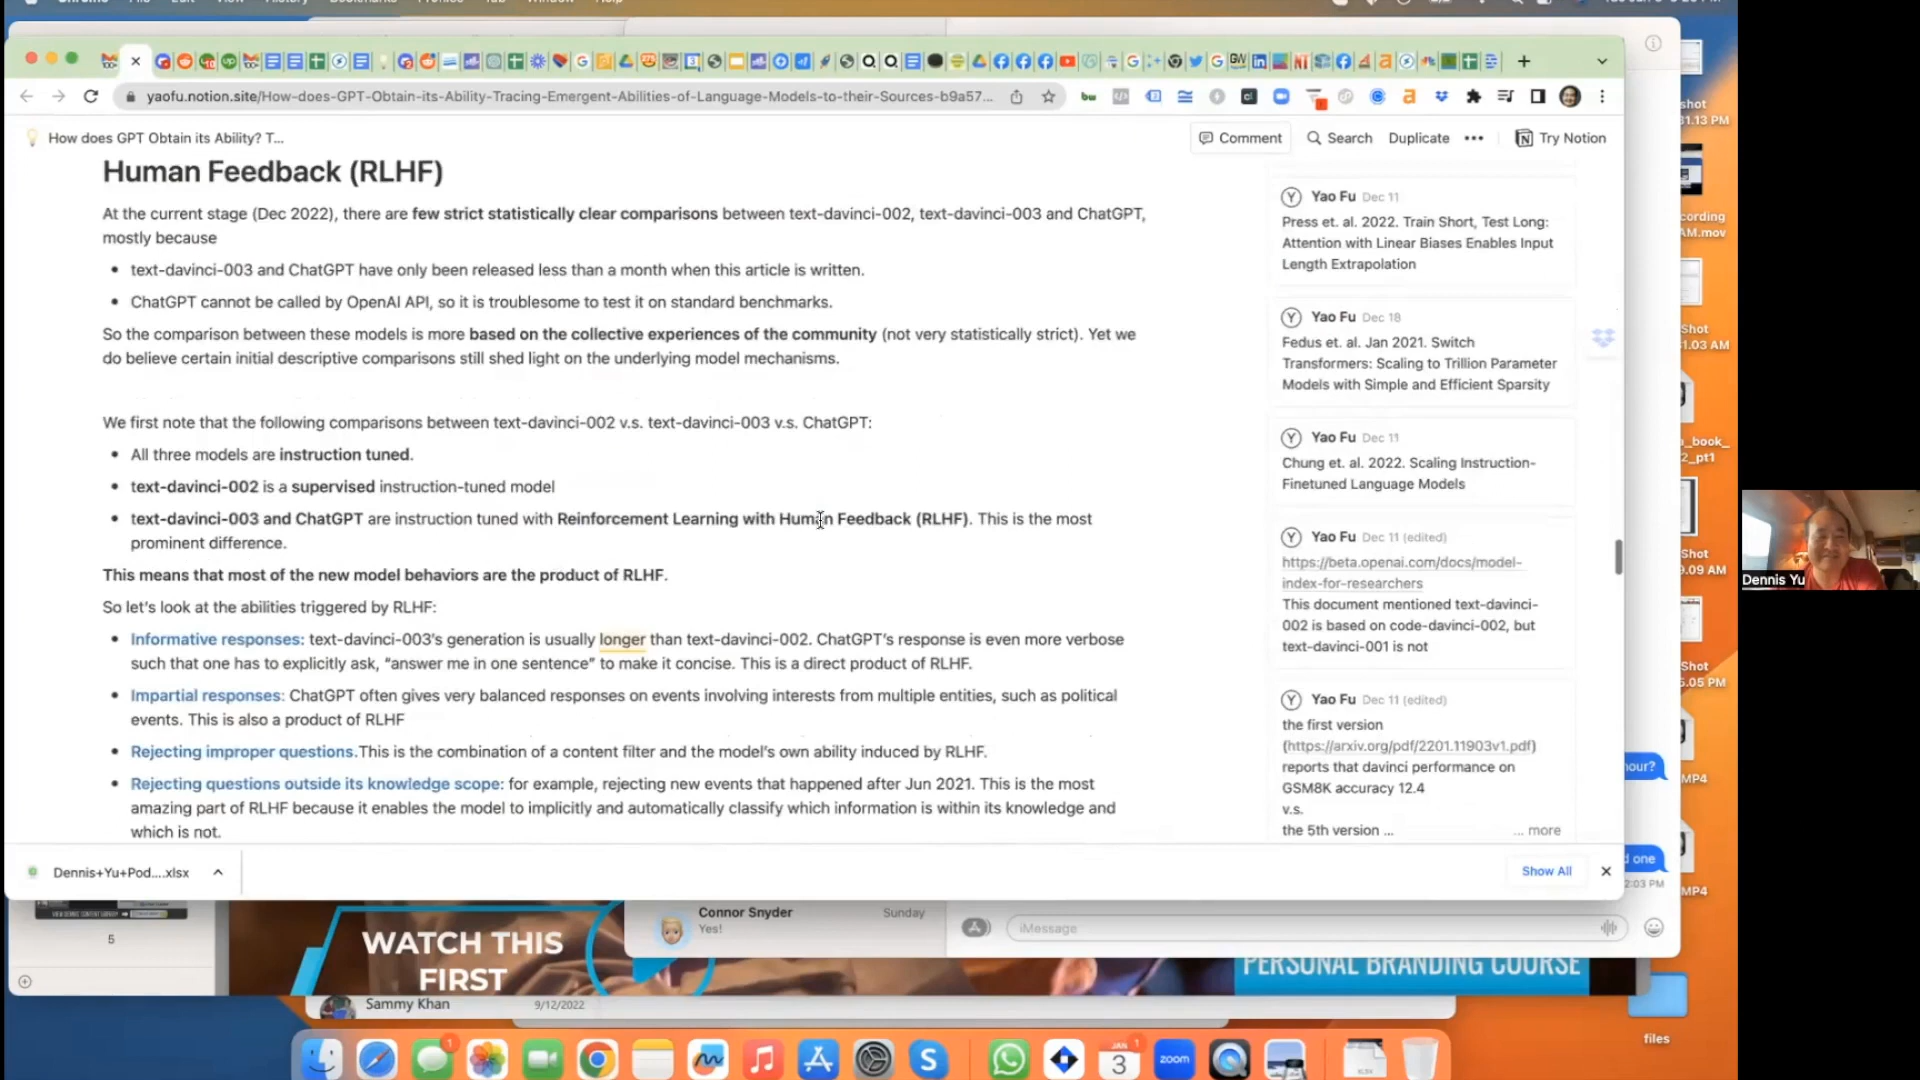 yaofu.notion.site/How-does-GPT-Obtain-its-Ability-Tracing-Emergent-Abilities-of-Language-Models-to-their-Sources-b9a57...
How does GPT Obtain its Ability? T...
Comment
Search
Duplicate
Try Notion
Human Feedback (RLHF)
At the current stage (Dec 2022), there are few strict statistically clear comparisons between text-davinci-002, text-davinci-003 and ChatGPT,
mostly because
• text-davinci-003 and ChatGPT have only been released less than a month when this article is written.
• ChatGPT cannot be called by OpenAI API, so it is troublesome to test it on standard benchmarks.
So the comparison between these models is more based on the collective experiences of the community (not very statistically strict). Yet we
do believe certain initial descriptive comparisons still shed light on the underlying model mechanisms.
We first note that the following comparisons between text-davinci-002 v.s. text-davinci-003 v.s. ChatGPT:
• All three models are instruction tuned.
• text-davinci-002 is a supervised instruction-tuned model
• text-davinci-003 and ChatGPT are instruction tuned with Reinforcement Learning with Human Feedback (RLHF). This is the most
prominent difference.
This means that most of the new model behaviors are the product of RLHF.
So let's look at the abilities triggered by RLHF:
• Informative responses: text-davinci-003's generation is usually longer than text-davinci-002. ChatGPT's response is even more verbose
such that one has to explicitly ask, “answer me in one sentence” to make it concise. This is a direct product of RLHF.
• Impartial responses: ChatGPT often gives very balanced responses on events involving interests from multiple entities, such as political
events. This is also a product of RLHF
• Rejecting improper questions.This is the combination of a content filter and the model's own ability induced by RLHF.
• Rejecting questions outside its knowledge scope: for example, rejecting new events that happened after Jun 2021. This is the most
amazing part of RLHF because it enables the model to implicitly and automatically classify which information is within its knowledge and
which is not.
Yao Fu Dec 11
Press et. al. 2022. Train Short, Test Long:
Attention with Linear Biases Enables Input
Length Extrapolation
Yao Fu Dec 18
Fedus et. al. Jan 2021. Switch
Transformers: Scaling to Trillion Parameter
Models with Simple and Efficient Sparsity
Yao Fu Dec 11
Chung et. al. 2022. Scaling Instruction-
Finetuned Language Models
Yao Fu Dec 11 (edited)
https://beta.openai.com/docs/model-
index-for-researchers
This document mentioned text-davinci-
002 is based on code-davinci-002, but
text-davinci-001 is not
Yao Fu Dec 11 (edited)
the first version
(https://arxiv.org/pdf/2201.11903v1.pdf)
reports that davinci performance on
GSM8K accuracy 12.4
v.s.
the 5th version ...
... more
Dennis+Yu+Pod....xlsx
Show All
Dennis Yu
hour?
d one
2:03 PM
5
WATCH THIS
FIRST
Connor Snyder
Sunday
Yes!
iMessage
PERSONAL BRANDING COURSE
Sammy Khan
9/12/2022
files
JAN
3
zoom